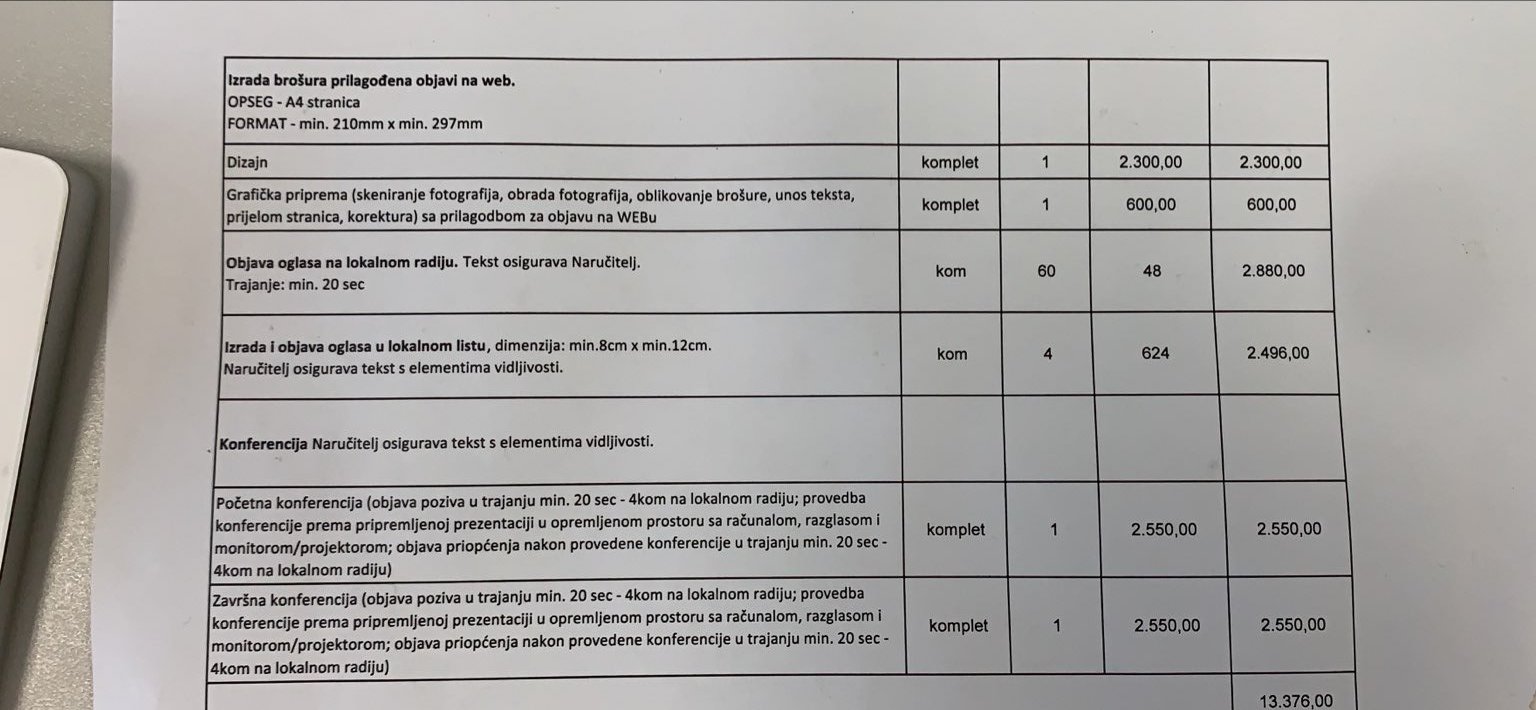 Izrada brošura prilagođena objavi na web.
OPSEG - A4 stranica
FORMAT - min. 210mm x min. 297mm
Dizajn komplet 1 2.300,00 2.300,00
Grafička priprema (skeniranje fotografija, obrada fotografija, oblikovanje brošure, unos teksta,
prijelom stranica, korektura) sa prilagodbom za objavu na WEBu komplet 1 600,00 600,00
Objava oglasa na lokalnom radiju. Tekst osigurava Naručitelj.
Trajanje: min. 20 sec kom 60 48 2.880,00
Izrada i objava oglasa u lokalnom listu, dimenzija: min.8cm x min.12cm.
Naručitelj osigurava tekst s elementima vidljivosti. kom 4 624 2.496,00
Konferencija Naručitelj osigurava tekst s elementima vidljivosti.
Početna konferencija (objava poziva u trajanju min. 20 sec - 4kom na lokalnom radiju; provedba
konferencije prema pripremljenoj prezentaciji u opremljenom prostoru sa računalom, razglasom i
monitorom/projektorom; objava priopćenja nakon provedene konferencije u trajanju min. 20 sec -
4kom na lokalnom radiju) komplet 1 2.550,00 2.550,00
Završna konferencija (objava poziva u trajanju min. 20 sec - 4kom na lokalnom radiju; provedba
konferencije prema pripremljenoj prezentaciji u opremljenom prostoru sa računalom, razglasom i
monitorom/projektorom; objava priopćenja nakon provedene konferencije u trajanju min. 20 sec -
4kom na lokalnom radiju) komplet 1 2.550,00 2.550,00
13.376,00